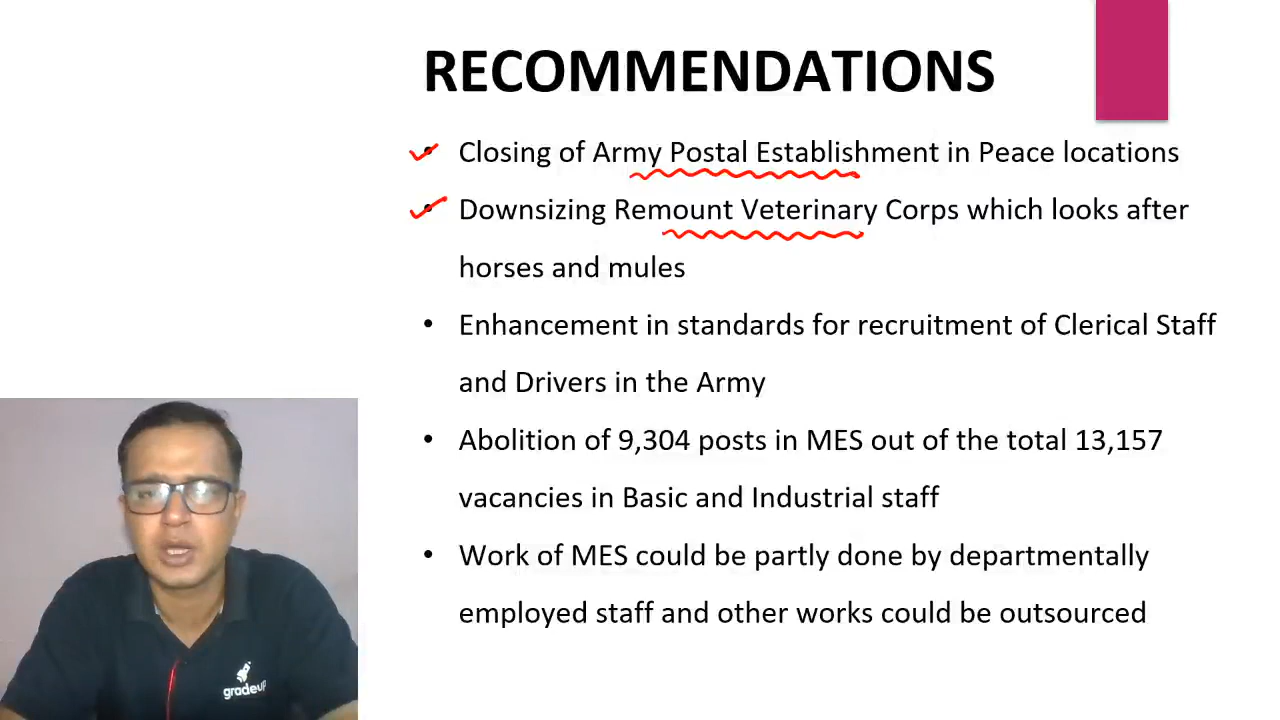 RECOMMENDATIONS
• Closing of Army Postal Establishment in Peace locations
• Downsizing Remount Veterinary Corps which looks after
horses and mules
• Enhancement in standards for recruitment of Clerical Staff
and Drivers in the Army
• Abolition of 9,304 posts in MES out of the total 13,157
vacancies in Basic and Industrial staff
• Work of MES could be partly done by departmentally
employed staff and other works could be outsourced
gradeup